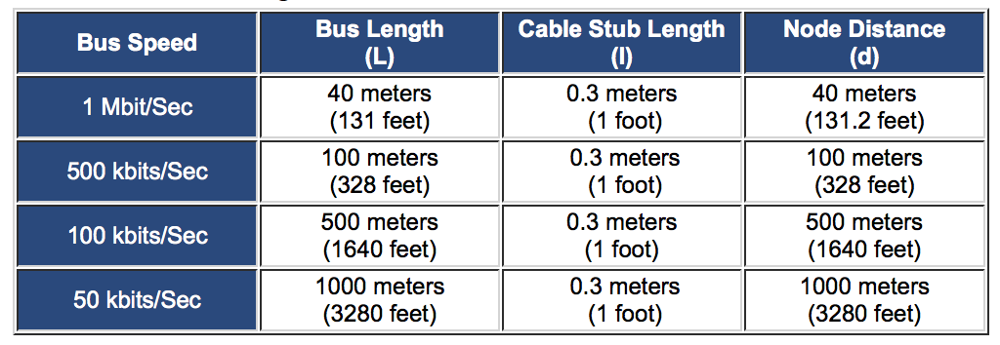 Bus Speed
Bus Length
(L)
Cable Stub Length
(l)
Node Distance
(d)
1 Mbit/Sec
40 meters
(131 feet)
0.3 meters
(1 foot)
40 meters
(131.2 feet)
500 kbits/Sec
100 meters
(328 feet)
0.3 meters
(1 foot)
100 meters
(328 feet)
100 kbits/Sec
500 meters
(1640 feet)
0.3 meters
(1 foot)
500 meters
(1640 feet)
50 kbits/Sec
1000 meters
(3280 feet)
0.3 meters
(1 foot)
1000 meters
(3280 feet)